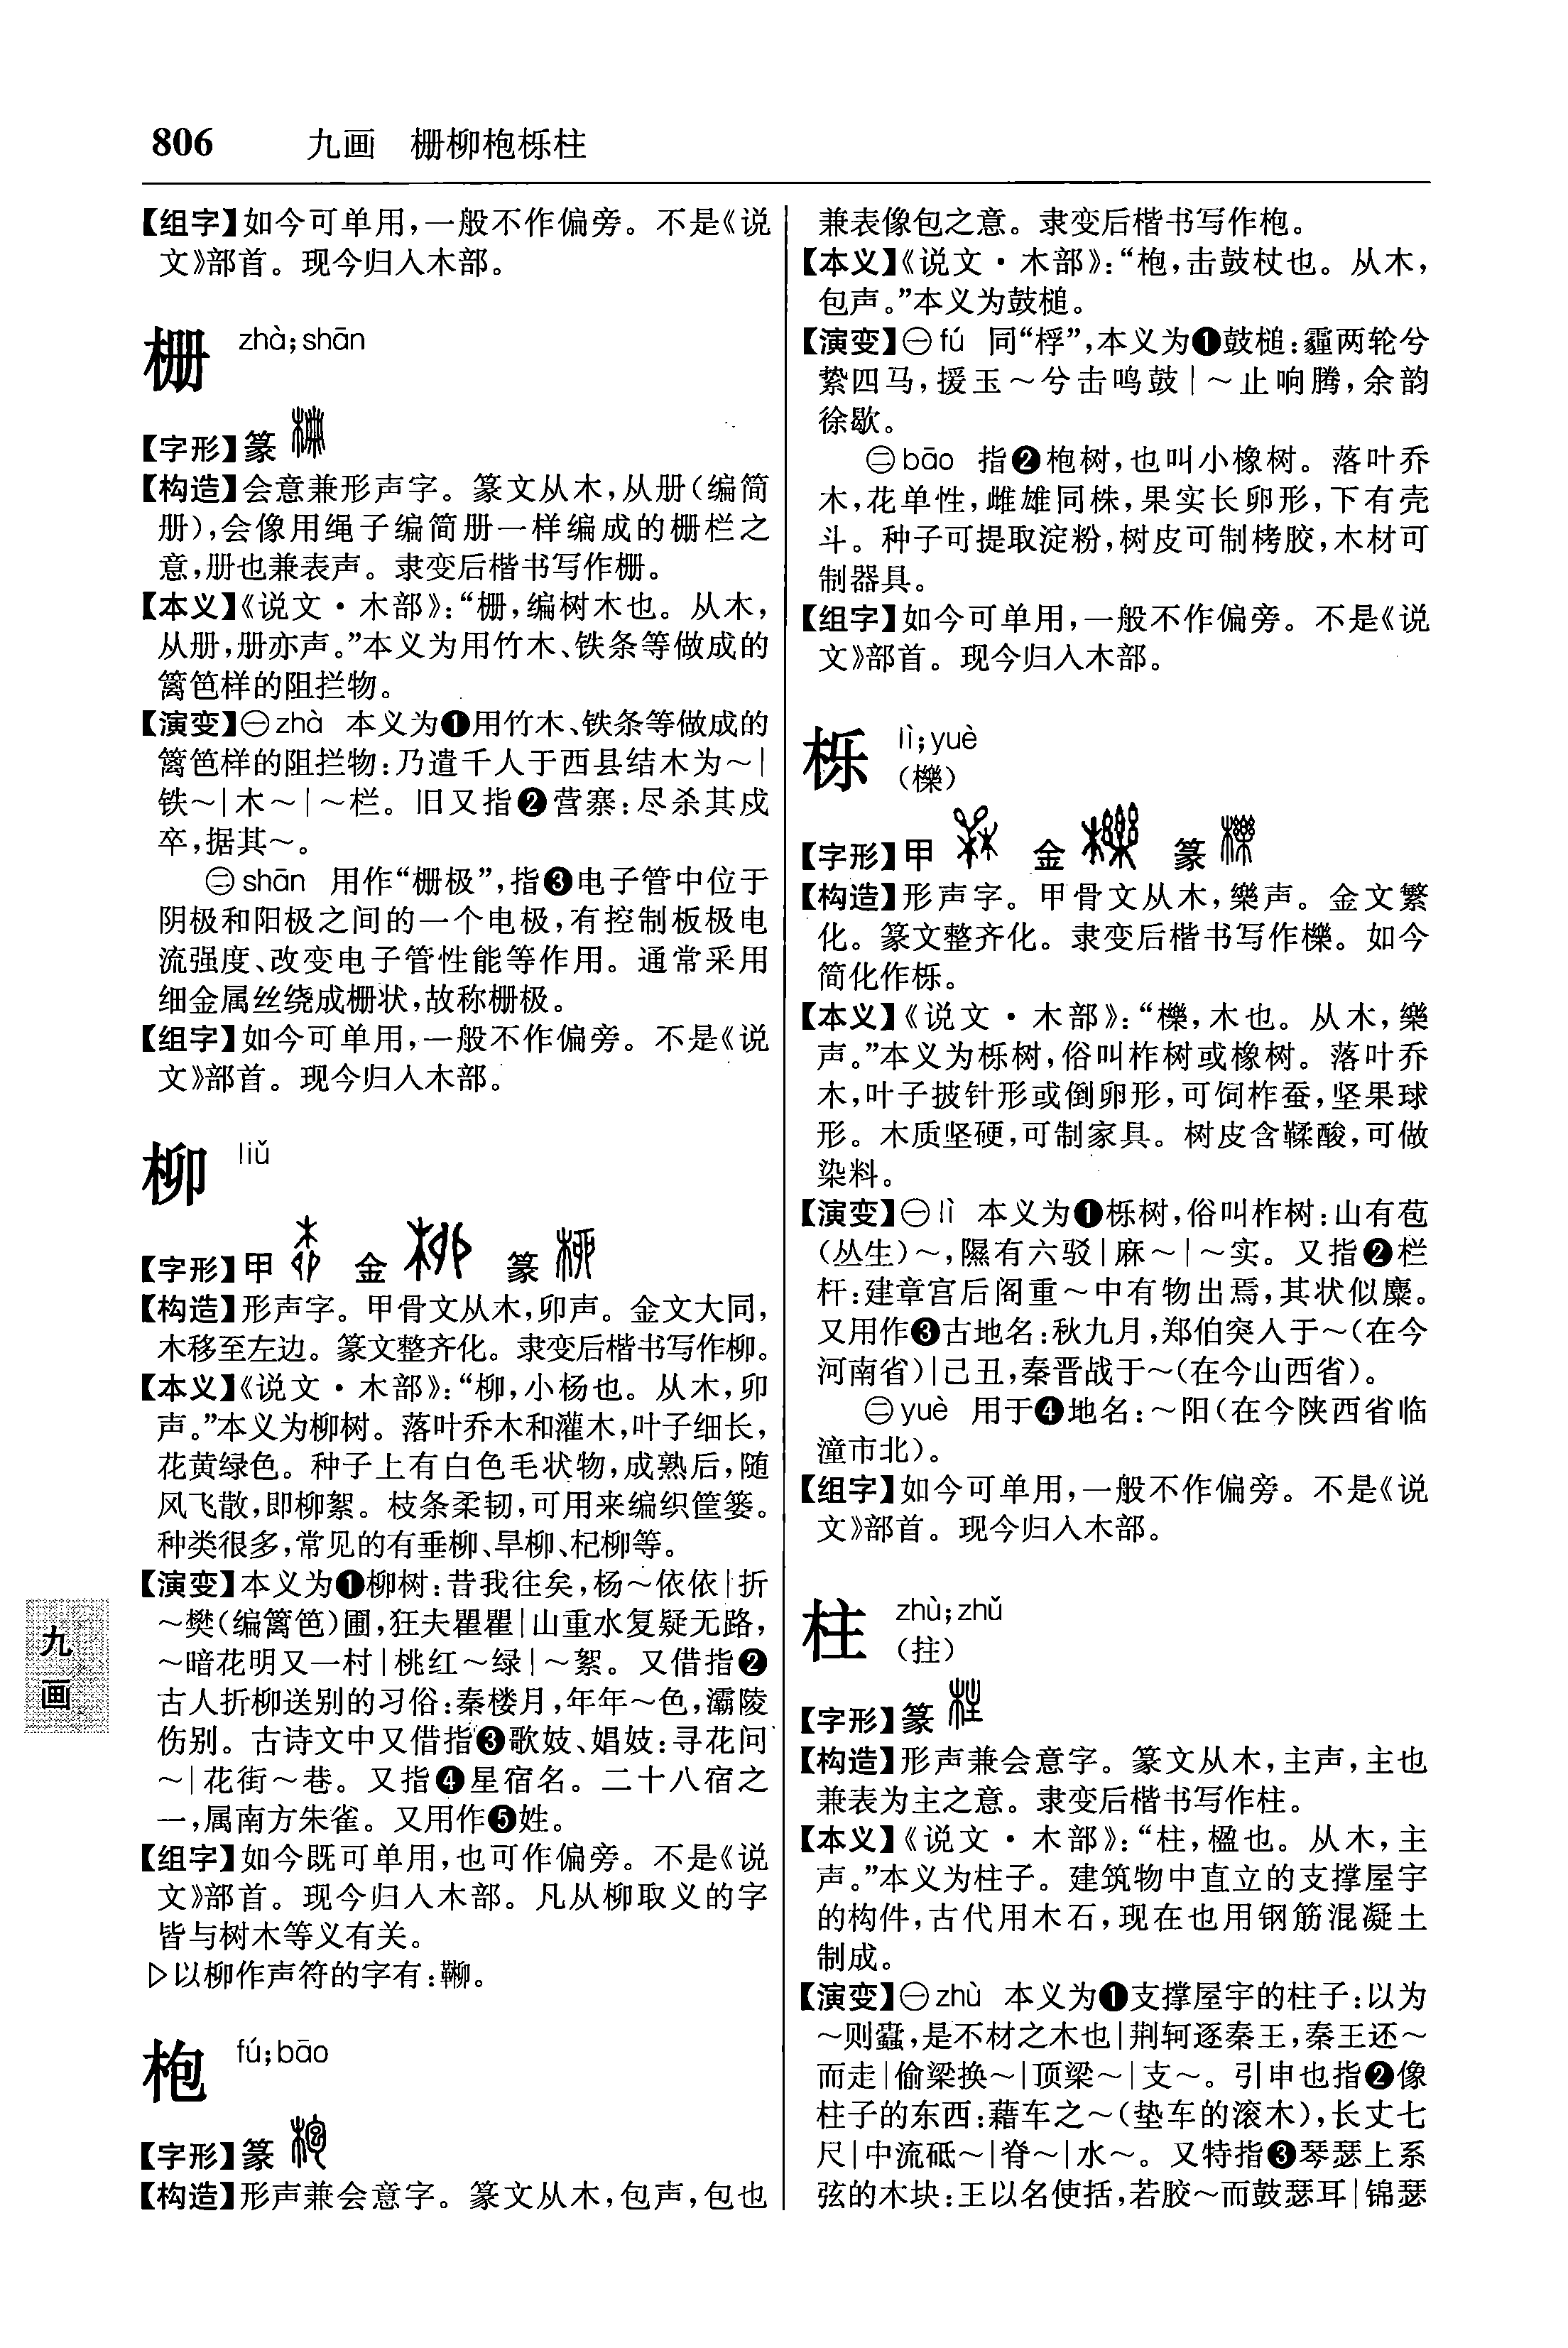 806 九画 栅柳枹栎柱
【组字】如今可单用,一般不作偏旁。不是《说
文》部首。现今归入木部。
栅 zhà;shān
【字形】篆
【构造】会意兼形声字。篆文从木,从册(编简
册),会像用绳子编简册一样编成的栅栏之
意,册也兼表声。隶变后楷书写作栅。
【本义】《说文·木部》:“栅,编树木也。从木,
从册,册亦声。”本义为用竹木、铁条等做成的
篱笆样的阻拦物。
【演变】㊀zhà 本义为❶用竹木、铁条等做成的
篱笆样的阻拦物:乃遣千人于西县结木为~|
铁~|木~|~栏。旧又指❷营寨:尽杀其戍
卒,据其~。
㊁shān 用作“栅极”,指❸电子管中位于
阴极和阳极之间的一个电极,有控制板极电
流强度、改变电子管性能等作用。通常采用
细金属丝绕成栅状,故称栅极。
【组字】如今可单用,一般不作偏旁。不是《说
文》部首。现今归入木部。
柳 liǔ
【字形】甲 金 篆
【构造】形声字。甲骨文从木,卯声。金文大同,
木移至左边。篆文整齐化。隶变后楷书写作柳。
【本义】《说文·木部》:“柳,小杨也。从木,卯
声。”本义为柳树。落叶乔木和灌木,叶子细长,
花黄绿色。种子上有白色毛状物,成熟后,随
风飞散,即柳絮。枝条柔韧,可用来编织筐篓。
种类很多,常见的有垂柳、旱柳、杞柳等。
【演变】本义为❶柳树:昔我往矣,杨~依依|折
~樊(编篱笆)圃,狂夫瞿瞿|山重水复疑无路,
~暗花明又一村|桃红~绿|~絮。又借指❷
古人折柳送别的习俗:秦楼月,年年~色,灞陵
伤别。古诗文中又借指❸歌妓、娼妓:寻花问
~|花街~巷。又指❹星宿名。二十八宿之
一,属南方朱雀。又用作❺姓。
【组字】如今既可单用,也可作偏旁。不是《说
文》部首。现今归入木部。凡从柳取义的字
皆与树木等义有关。
▷以柳作声符的字有:
枹 fú;bāo
【字形】篆
【构造】形声兼会意字。篆文从木,包声,包也
兼表像包之意。隶变后楷书写作枹。
【本义】《说文·木部》:“枹,击鼓杖也。从木,
包声。”本义为鼓槌。
【演变】㊀fú 同“桴”,本义为❶鼓槌:霾两轮兮
絷四马,援玉~兮击鸣鼓|~止响腾,余韵
徐歇。
㊁bāo 指❷枹树,也叫小橡树。落叶乔
木,花单性,雌雄同株,果实长卵形,下有壳
斗。种子可提取淀粉,树皮可制栲胶,木材可
制器具。
【组字】如今可单用,一般不作偏旁。不是《说
文》部首。现今归入木部。
栎 lì;yuè
(櫟)
【字形】甲 金 篆
【构造】形声字。甲骨文从木,樂声。金文繁
化。篆文整齐化。隶变后楷书写作櫟。如今
简化作栎。
【本义】《说文·木部》:“櫟,木也。从木,樂
声。”本义为栎树,俗叫柞树或橡树。落叶乔
木,叶子披针形或倒卵形,可饲柞蚕,坚果球
形。木质坚硬,可制家具。树皮含鞣酸,可做
染料。
【演变】㊀lì 本义为❶栎树,俗叫柞树:山有苞
(丛生)~,隰有六驳|麻~|~实。又指❷栏
杆:建章宫后阁重~中有物出焉,其状似麋。
又用作❸古地名:秋九月,郑伯突入于~(在今
河南省)|己丑,秦晋战于~(在今山西省)。
㊁yuè 用于❹地名:~阳(在今陕西省临
潼市北)。
【组字】如今可单用,一般不作偏旁。不是《说
文》部首。现今归入木部。
柱 zhù;zhǔ
(拄)
【字形】篆
【构造】形声兼会意字。篆文从木,主声,主也
兼表为主之意。隶变后楷书写作柱。
【本义】《说文·木部》:“柱,楹也。从木,主
声。”本义为柱子。建筑物中直立的支撑屋宇
的构件,古代用木石,现在也用钢筋混凝土
制成。
【演变】㊀zhù 本义为❶支撑屋宇的柱子:以为
~则蠹,是不材之木也|荆轲逐秦王,秦王还~
而走|偷梁换~|顶梁~|支~。引申也指❷像
柱子的东西:藉车之~(垫车的滚木),长丈七
尺|中流砥~|脊~|水~。又特指❸琴瑟上系
弦的木块:王以名使括,若胶~而鼓瑟耳|锦瑟
九
画